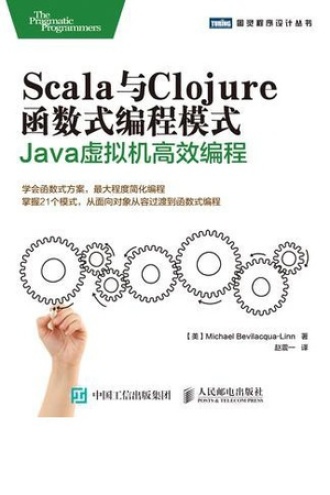 The
Pragmatic
Programmers
TURING 图灵程序设计丛书
Scala与Clojure
函数式编程模式
Java虚拟机高效编程
学会函数式方案，最大程度简化编程
掌握21个模式，从面向对象从容过渡到函数式编程
【美】Michael Bevilacqua-Linn 著
赵震一 译
中国工信出版集团
人民邮电出版社
POSTS & TELECOM PRESS